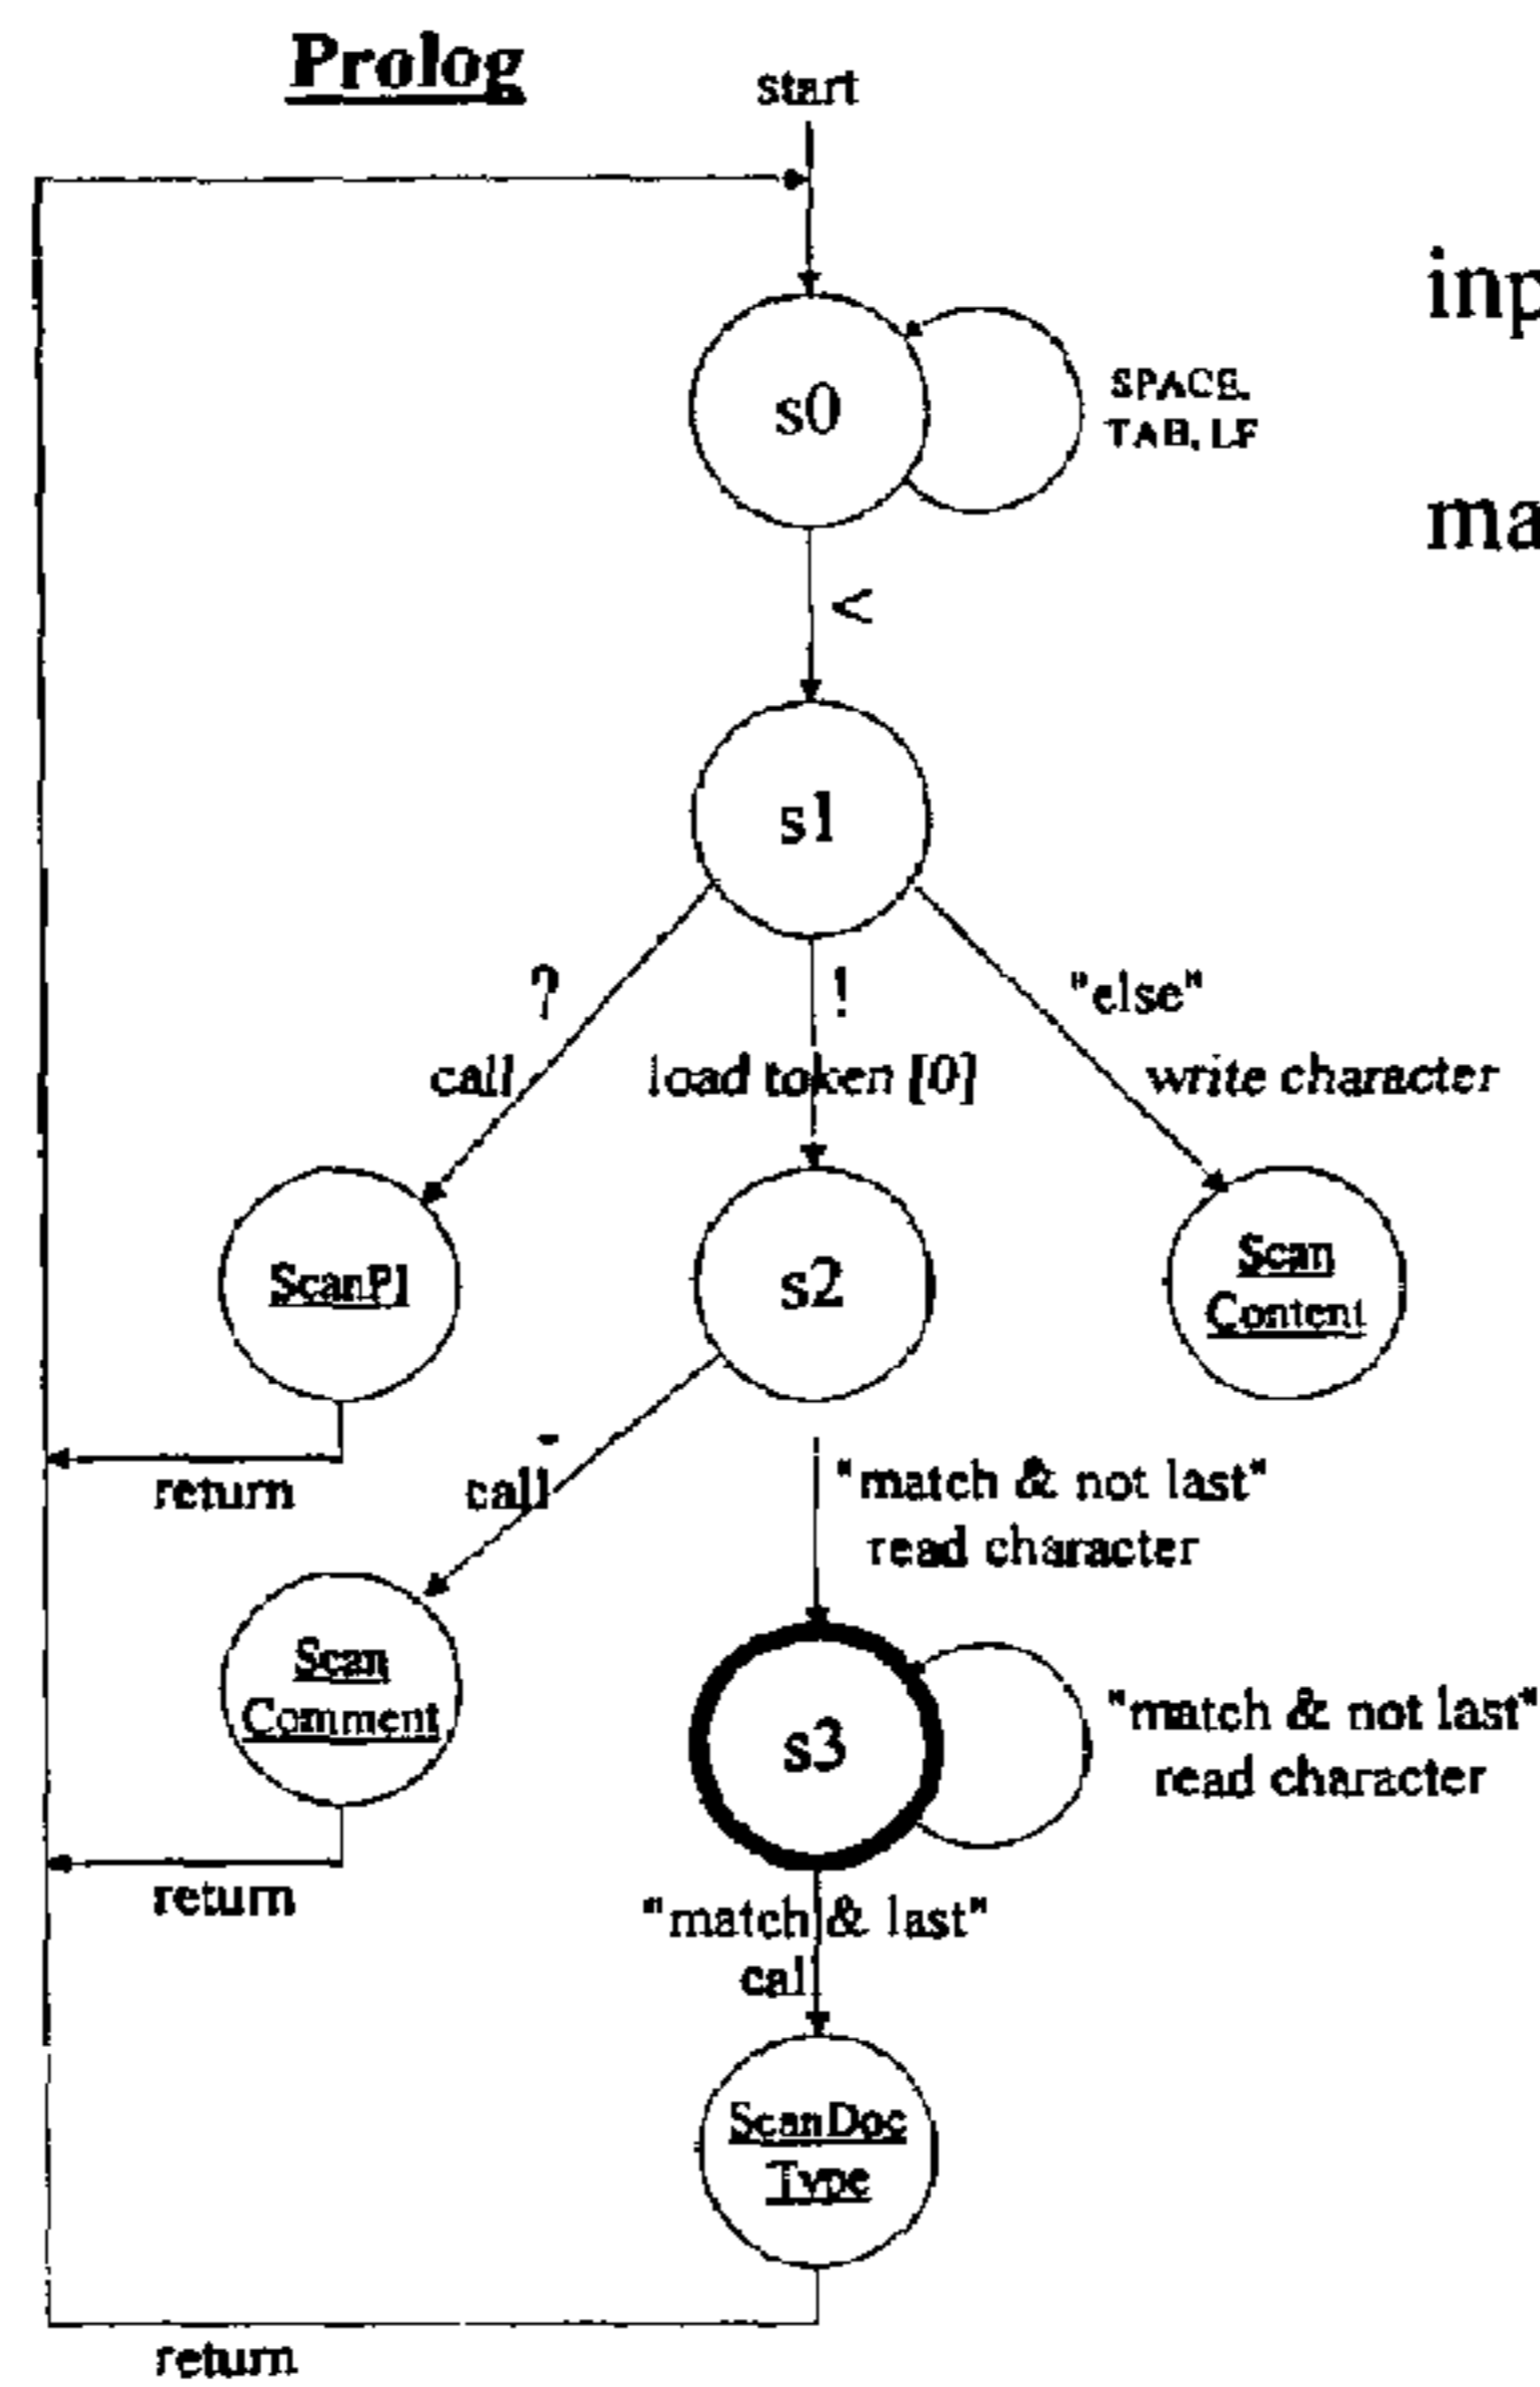 Prolog
start
inp
s0
SPACE,
TAB, LF
ma
<
s1
?
!
"else"
call
load token [0]
write character
ScanPI
s2
Scan
Content
-
call
return
"match & not last"
read character
Scan
Comment
s3
"match & not last"
read character
return
"match & last"
call
ScanDoc
Type
return